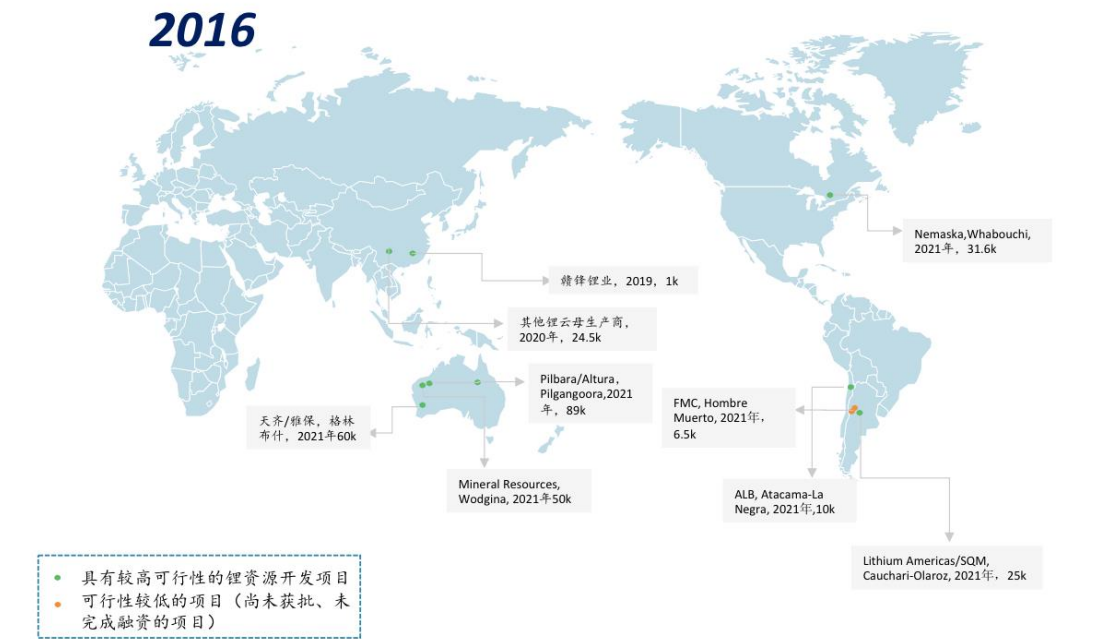 2016
Nemaska,Whabouchi,
2021年，31.6k
赣锋锂业，2019，1k
其他锂云母生产商，
2020年，24.5k
Pilbara/Altura，
Pilgangoora,2021
年，89k
FMC, Hombre
Muerto, 2021年，
6.5k
天齐/雅保，格林
布什，2021年60k
Mineral Resources,
Wodgina, 2021年50k
ALB, Atacama-La
Negra, 2021年,10k
Lithium Americas/SQM,
Cauchari-Olaroz, 2021年，25k
具有较高可行性的锂资源开发项目
可行性较低的项目（尚未获批、未
完成融资的项目）